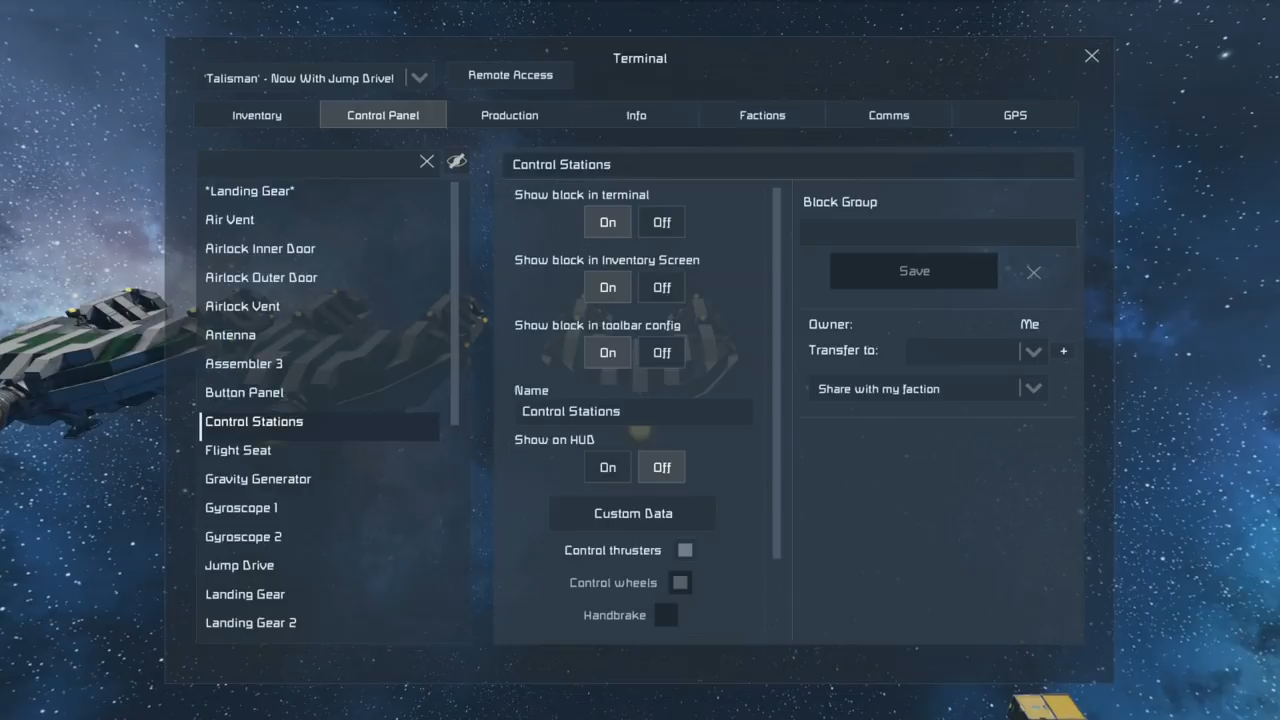 Terminal
'Talisman' - Now With Jump Drive!
Remote Access
Inventory
Control Panel
Production
Info
Factions
Comms
GPS
*Landing Gear*
Air Vent
Airlock Inner Door
Airlock Outer Door
Airlock Vent
Antenna
Assembler 3
Button Panel
Control Stations
Flight Seat
Gravity Generator
Gyroscope 1
Gyroscope 2
Jump Drive
Landing Gear
Landing Gear 2
Control Stations
Show block in terminal
On Off
Show block in Inventory Screen
On Off
Show block in toolbar config
On Off
Name
Control Stations
Show on HUD
On Off
Custom Data
Control thrusters
Control wheels
Handbrake
Block Group
Save
Owner: Me
Transfer to:
Share with my faction